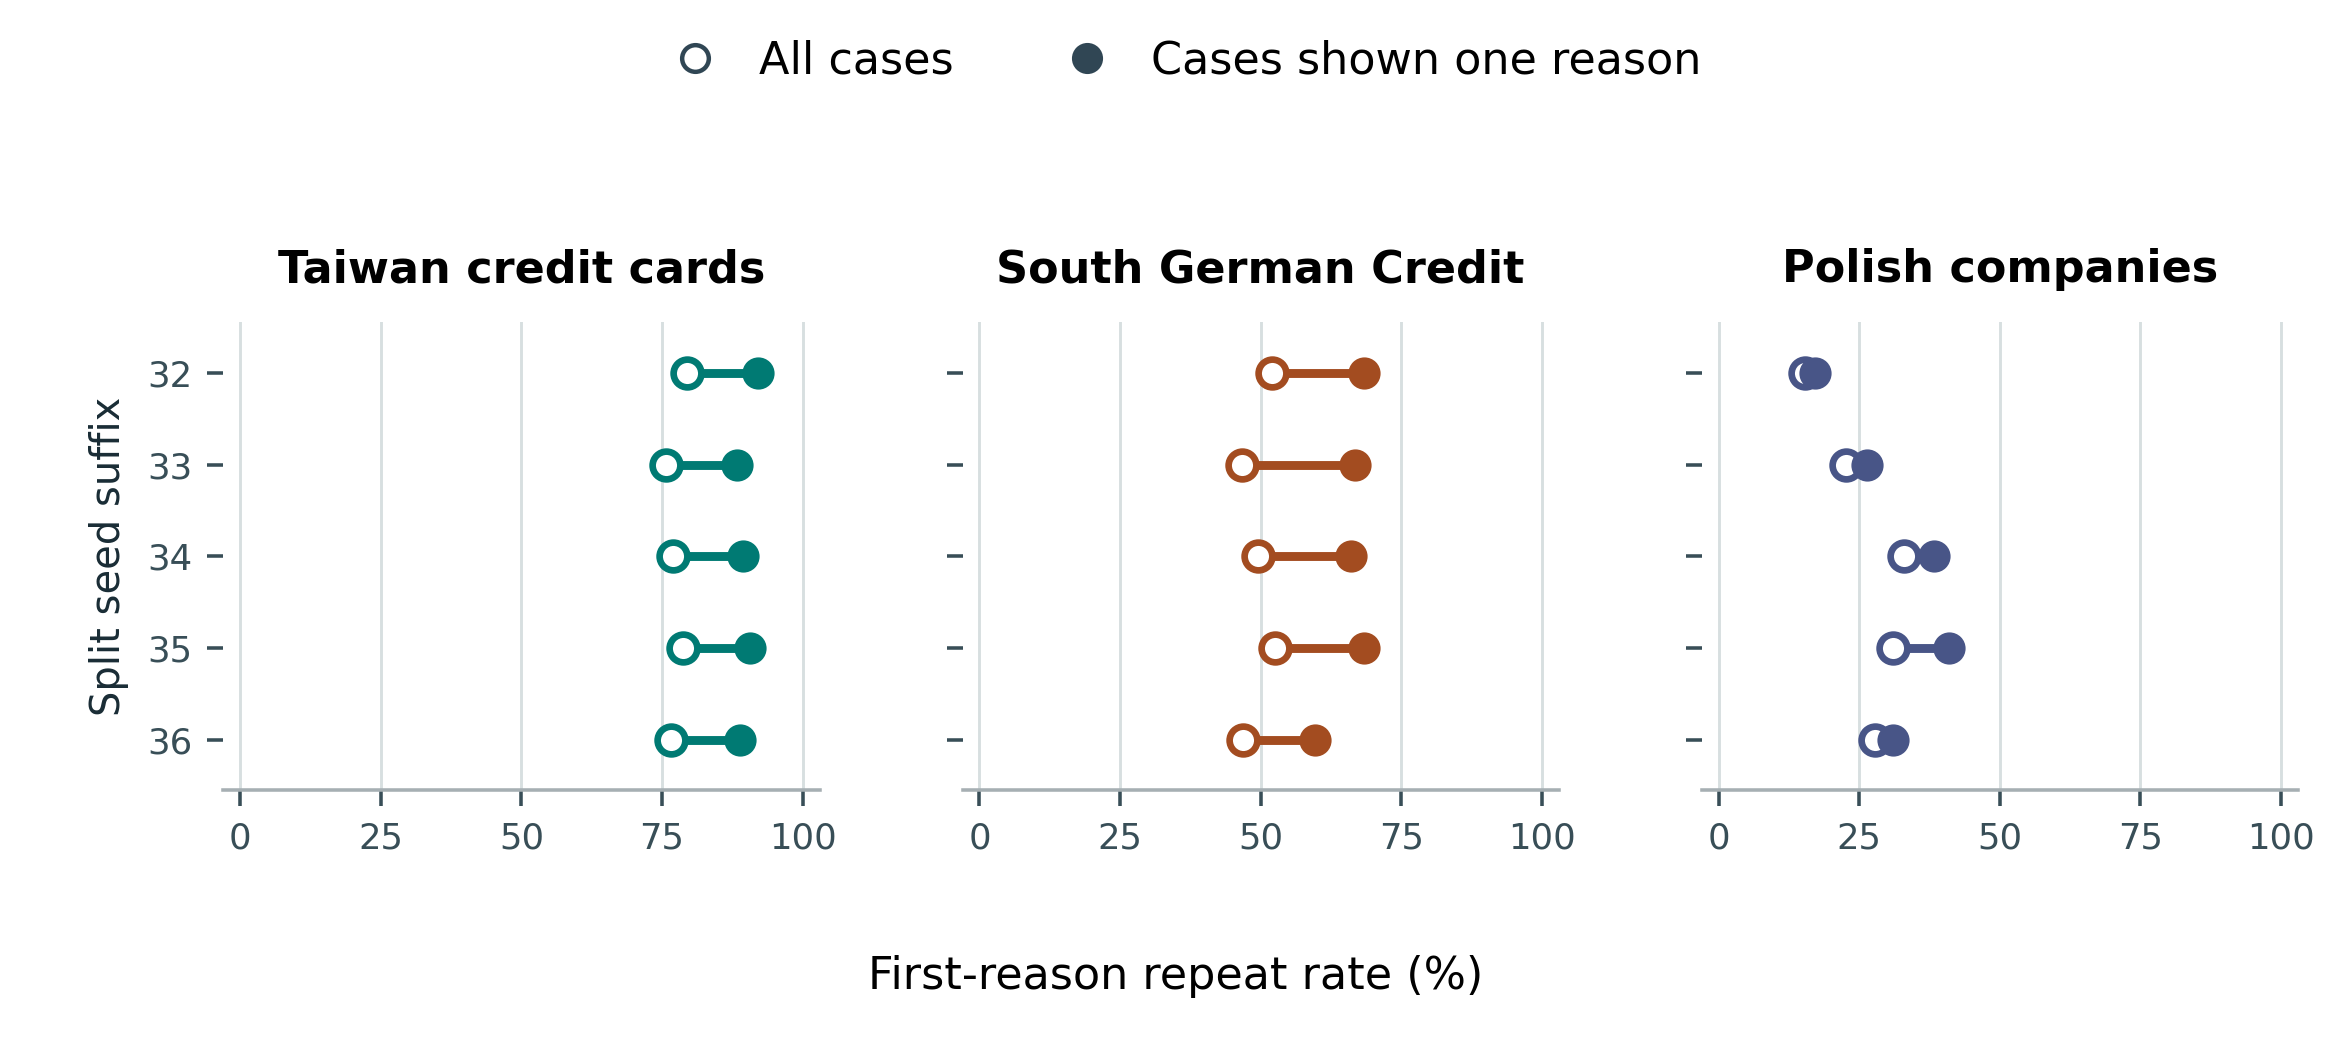 All cases
Cases shown one reason
Taiwan credit cards
South German Credit
Polish companies
Split seed suffix
32
33
34
35
36
0 25 50 75 100
0 25 50 75 100
0 25 50 75 100
First-reason repeat rate (%)